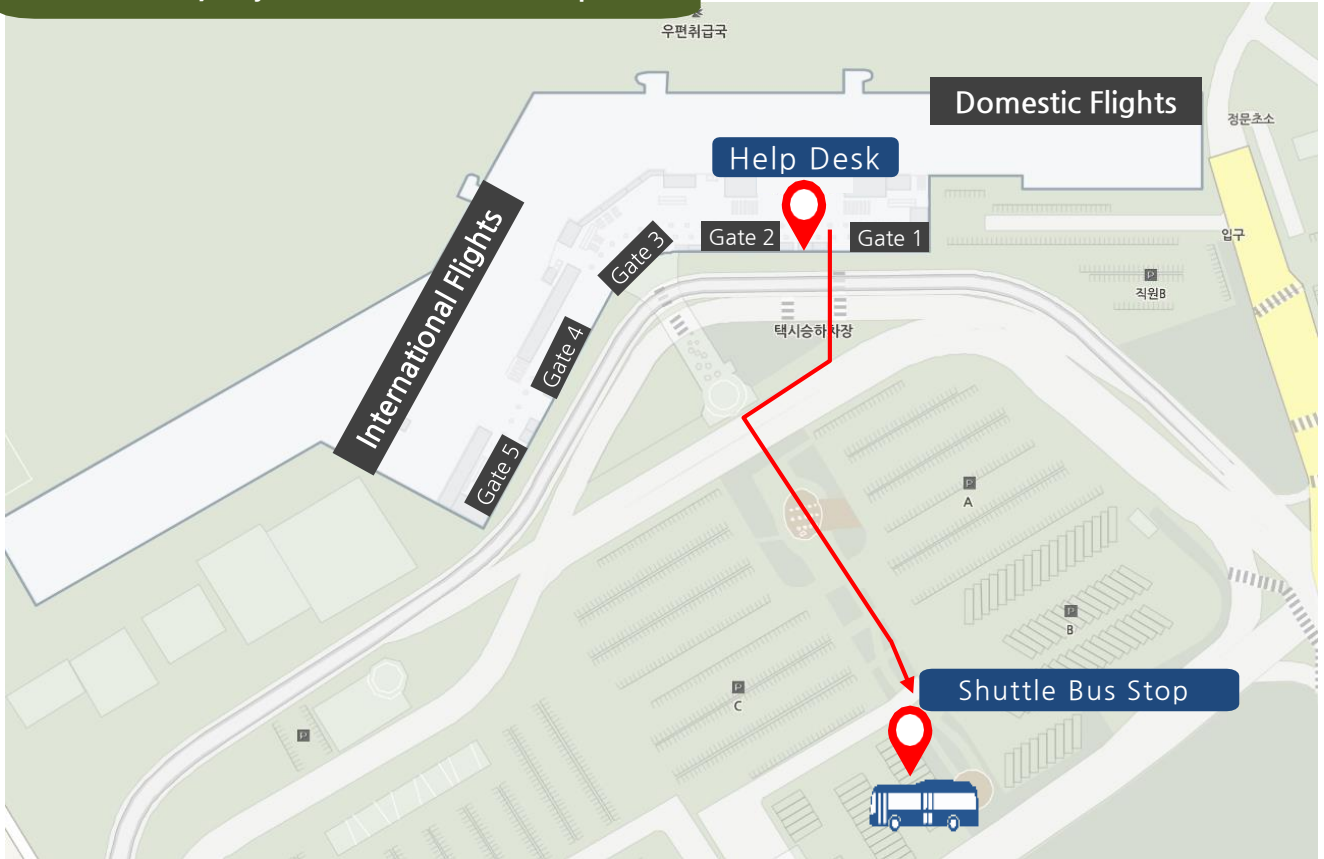 우편취급국
Domestic Flights
정문초소
Help Desk
International Flights
Gate 3
Gate 2
Gate 1
입구
P
직원B
택시승하차장
Gate 4
Gate 5
P
A
P
B
Shuttle Bus Stop
P
C
P